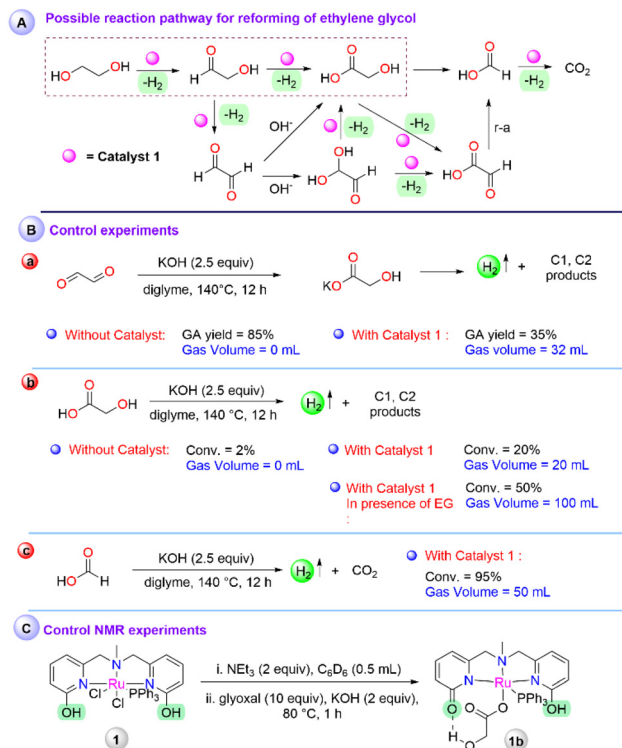 A Possible reaction pathway for reforming of ethylene glycol
HO OH -H2 H O OH -H2 HO O OH HO O H -H2 CO2
-H2
OH- -H2 -H2 r-a
= Catalyst 1
H O O H OH- OH HO H O -H2 HO O H O
B Control experiments
a
O O KOH (2.5 equiv) KO O OH H2 + C1, C2
diglyme, 140°C, 12 h products
Without Catalyst: GA yield = 85% With Catalyst 1 : GA yield = 35%
Gas Volume = 0 mL Gas volume = 32 mL
b
HO O OH KOH (2.5 equiv) H2 + C1, C2
diglyme, 140 °C, 12 h products
Without Catalyst: Conv. = 2% With Catalyst 1 Conv. = 20%
Gas Volume = 0 mL Gas Volume = 20 mL
With Catalyst 1 Conv. = 50%
In presence of EG Gas Volume = 100 mL
:
c
HO O H KOH (2.5 equiv) H2 + CO2 With Catalyst 1 :
diglyme, 140 °C, 12 h Conv. = 95%
Gas Volume = 50 mL
C Control NMR experiments
N N Ru N Cl Cl PPh3 OH OH
i. NEt3 (2 equiv), C6D6 (0.5 mL)
ii. glyoxal (10 equiv), KOH (2 equiv),
80 °C, 1 h
N N Ru N PPh3 O O O OH H O
1 1b